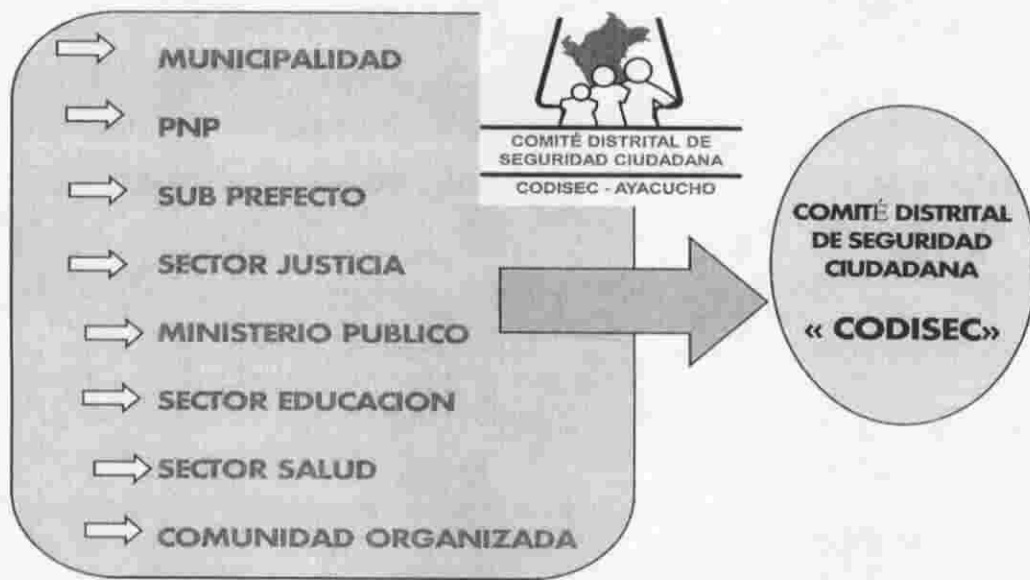 MUNICIPALIDAD
PNP
SUB PREFECTO
SECTOR JUSTICIA
MINISTERIO PUBLICO
SECTOR EDUCACION
SECTOR SALUD
COMUNIDAD ORGANIZADA
COMITÉ DISTRITAL DE
SEGURIDAD CIUDADANA
CODISEC - AYACUCHO
COMITÉ DISTRITAL
DE SEGURIDAD
CIUDADANA
« CODISEC»